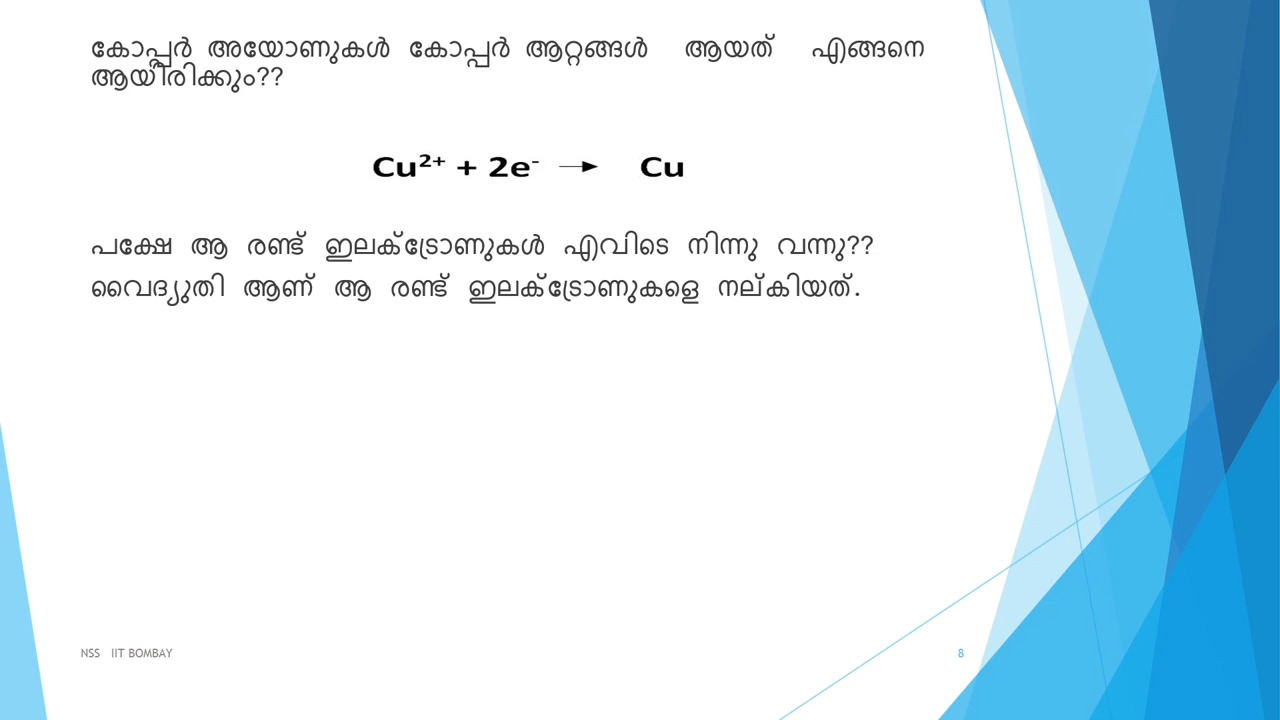 കോപ്പർ അയോണുകൾ കോപ്പർ ആറ്റങ്ങൾ ആയത് എങ്ങനെ
ആയിരിക്കും??
Cu²⁺ + 2e⁻ → Cu
പക്ഷേ ആ രണ്ട് ഇലക്ട്രോണുകൾ എവിടെ നിന്നു വന്നു??
വൈദ്യുതി ആണ് ആ രണ്ട് ഇലക്ട്രോണുകളെ നല്കിയത്.
NSS IIT BOMBAY 8